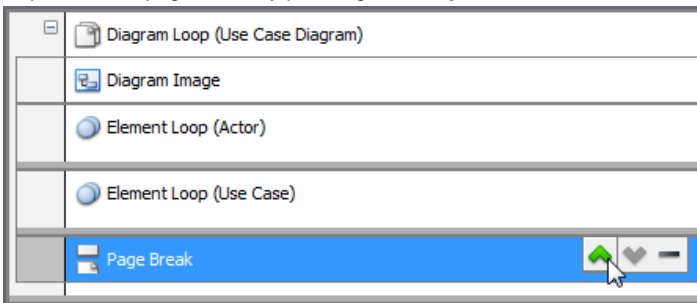 Diagram Loop (Use Case Diagram)
Diagram Image
Element Loop (Actor)
Element Loop (Use Case)
Page Break